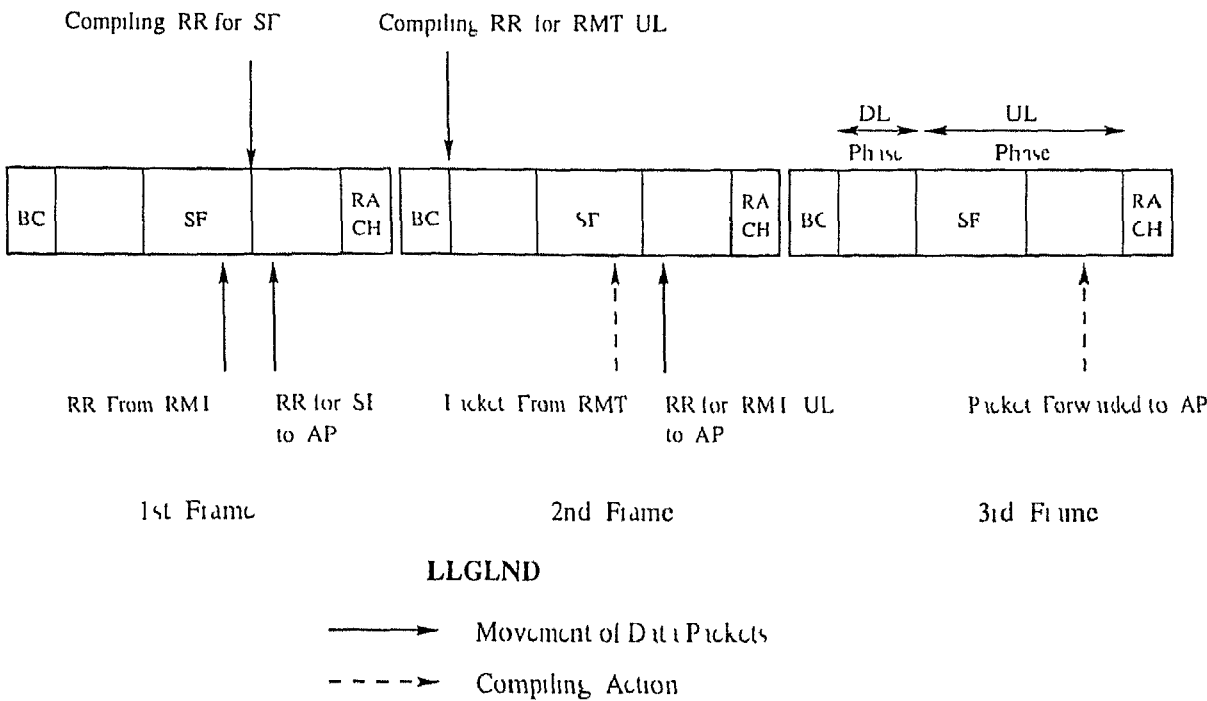 Compiling RR for SF
Compiling RR for RMT UL
DL
UL
Phase
Phase
BC
SF
RA
CH
BC
SF
RA
CH
BC
SF
RA
CH
RR From RMT
RR for SF
to AP
Packet From RMT
RR for RMT UL
to AP
Packet Forwarded to AP
1st Frame
2nd Frame
3rd Frame
LEGEND
Movement of Data Packets
Compiling Action